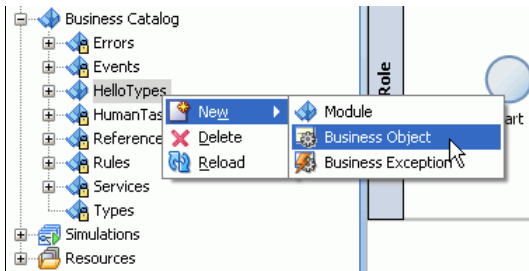 Business Catalog
Errors
Events
HelloTypes
HumanTas
Reference
Rules
Services
Types
Simulations
Resources
New
Delete
Reload
Module
Business Object
Business Exception
Role
art